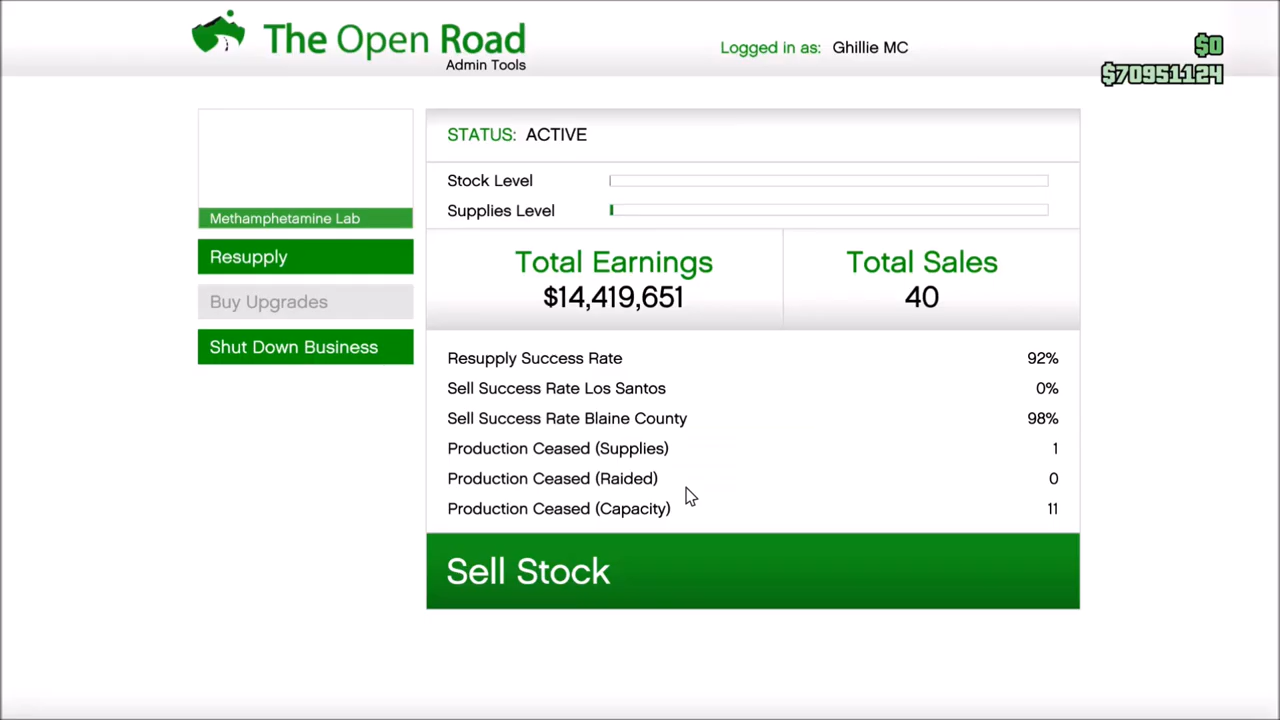 The Open Road
Admin Tools
Logged in as: Ghillie MC
$0
$70951124
Methamphetamine Lab
Resupply
Buy Upgrades
Shut Down Business
STATUS: ACTIVE
Stock Level
Supplies Level
Total Earnings
$14,419,651
Total Sales
40
Resupply Success Rate 92%
Sell Success Rate Los Santos 0%
Sell Success Rate Blaine County 98%
Production Ceased (Supplies) 1
Production Ceased (Raided) 0
Production Ceased (Capacity) 11
Sell Stock